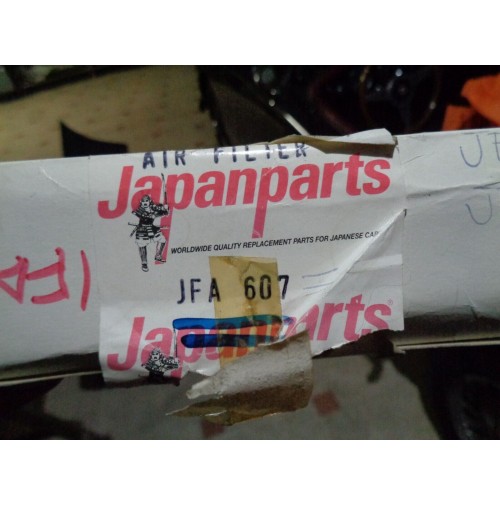 AIR FILTER
Japanparts
WORLDWIDE QUALITY REPLACEMENT PARTS FOR JAPANESE CAR
JFA 607
Japanparts